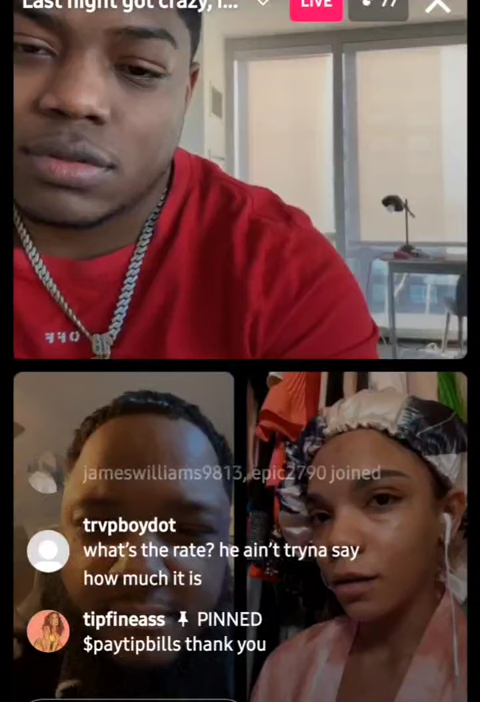 Last night got crazy, i...
LIVE
77
jameswilliams9813, epic2790 joined
trvpboydot
what's the rate? he ain't tryna say
how much it is
tipfineass PINNED
$paytipbills thank you